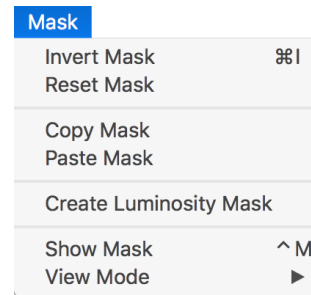 Mask
Invert Mask ⌘I
Reset Mask
Copy Mask
Paste Mask
Create Luminosity Mask
Show Mask ^M
View Mode ▶